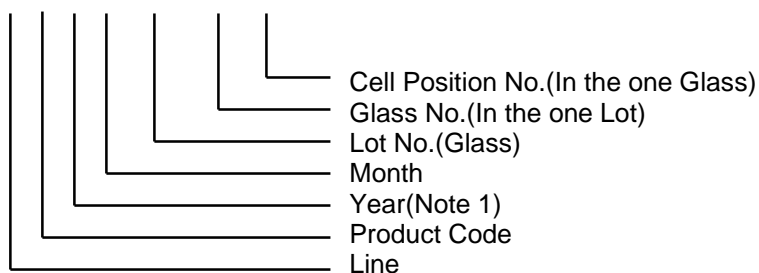 Cell Position No.(In the one Glass)
Glass No.(In the one Lot)
Lot No.(Glass)
Month
Year(Note 1)
Product Code
Line